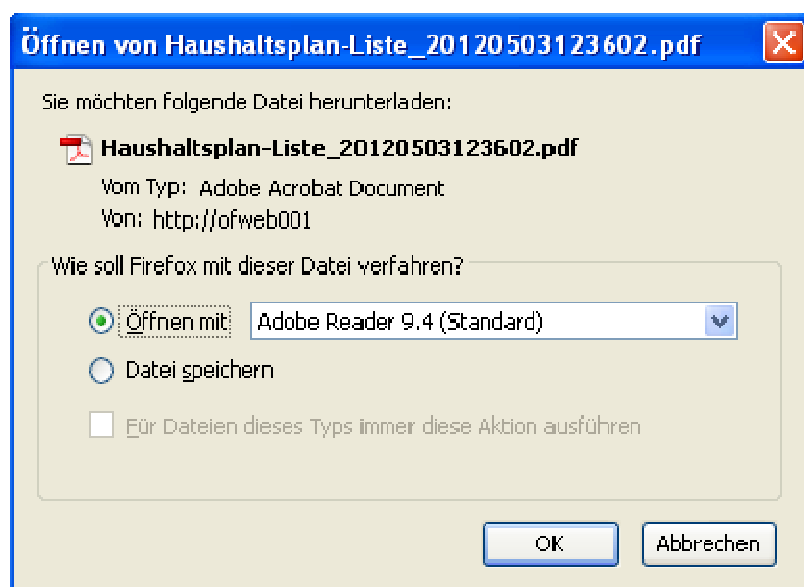 Öffnen von Haushaltsplan-Liste_20120503123602.pdf
Sie möchten folgende Datei herunterladen:
Haushaltsplan-Liste_20120503123602.pdf
Vom Typ: Adobe Acrobat Document
Von: http://ofweb001
Wie soll Firefox mit dieser Datei verfahren?
Öffnen mit Adobe Reader 9.4 (Standard)
Datei speichern
Für Dateien dieses Typs immer diese Aktion ausführen
OK Abbrechen